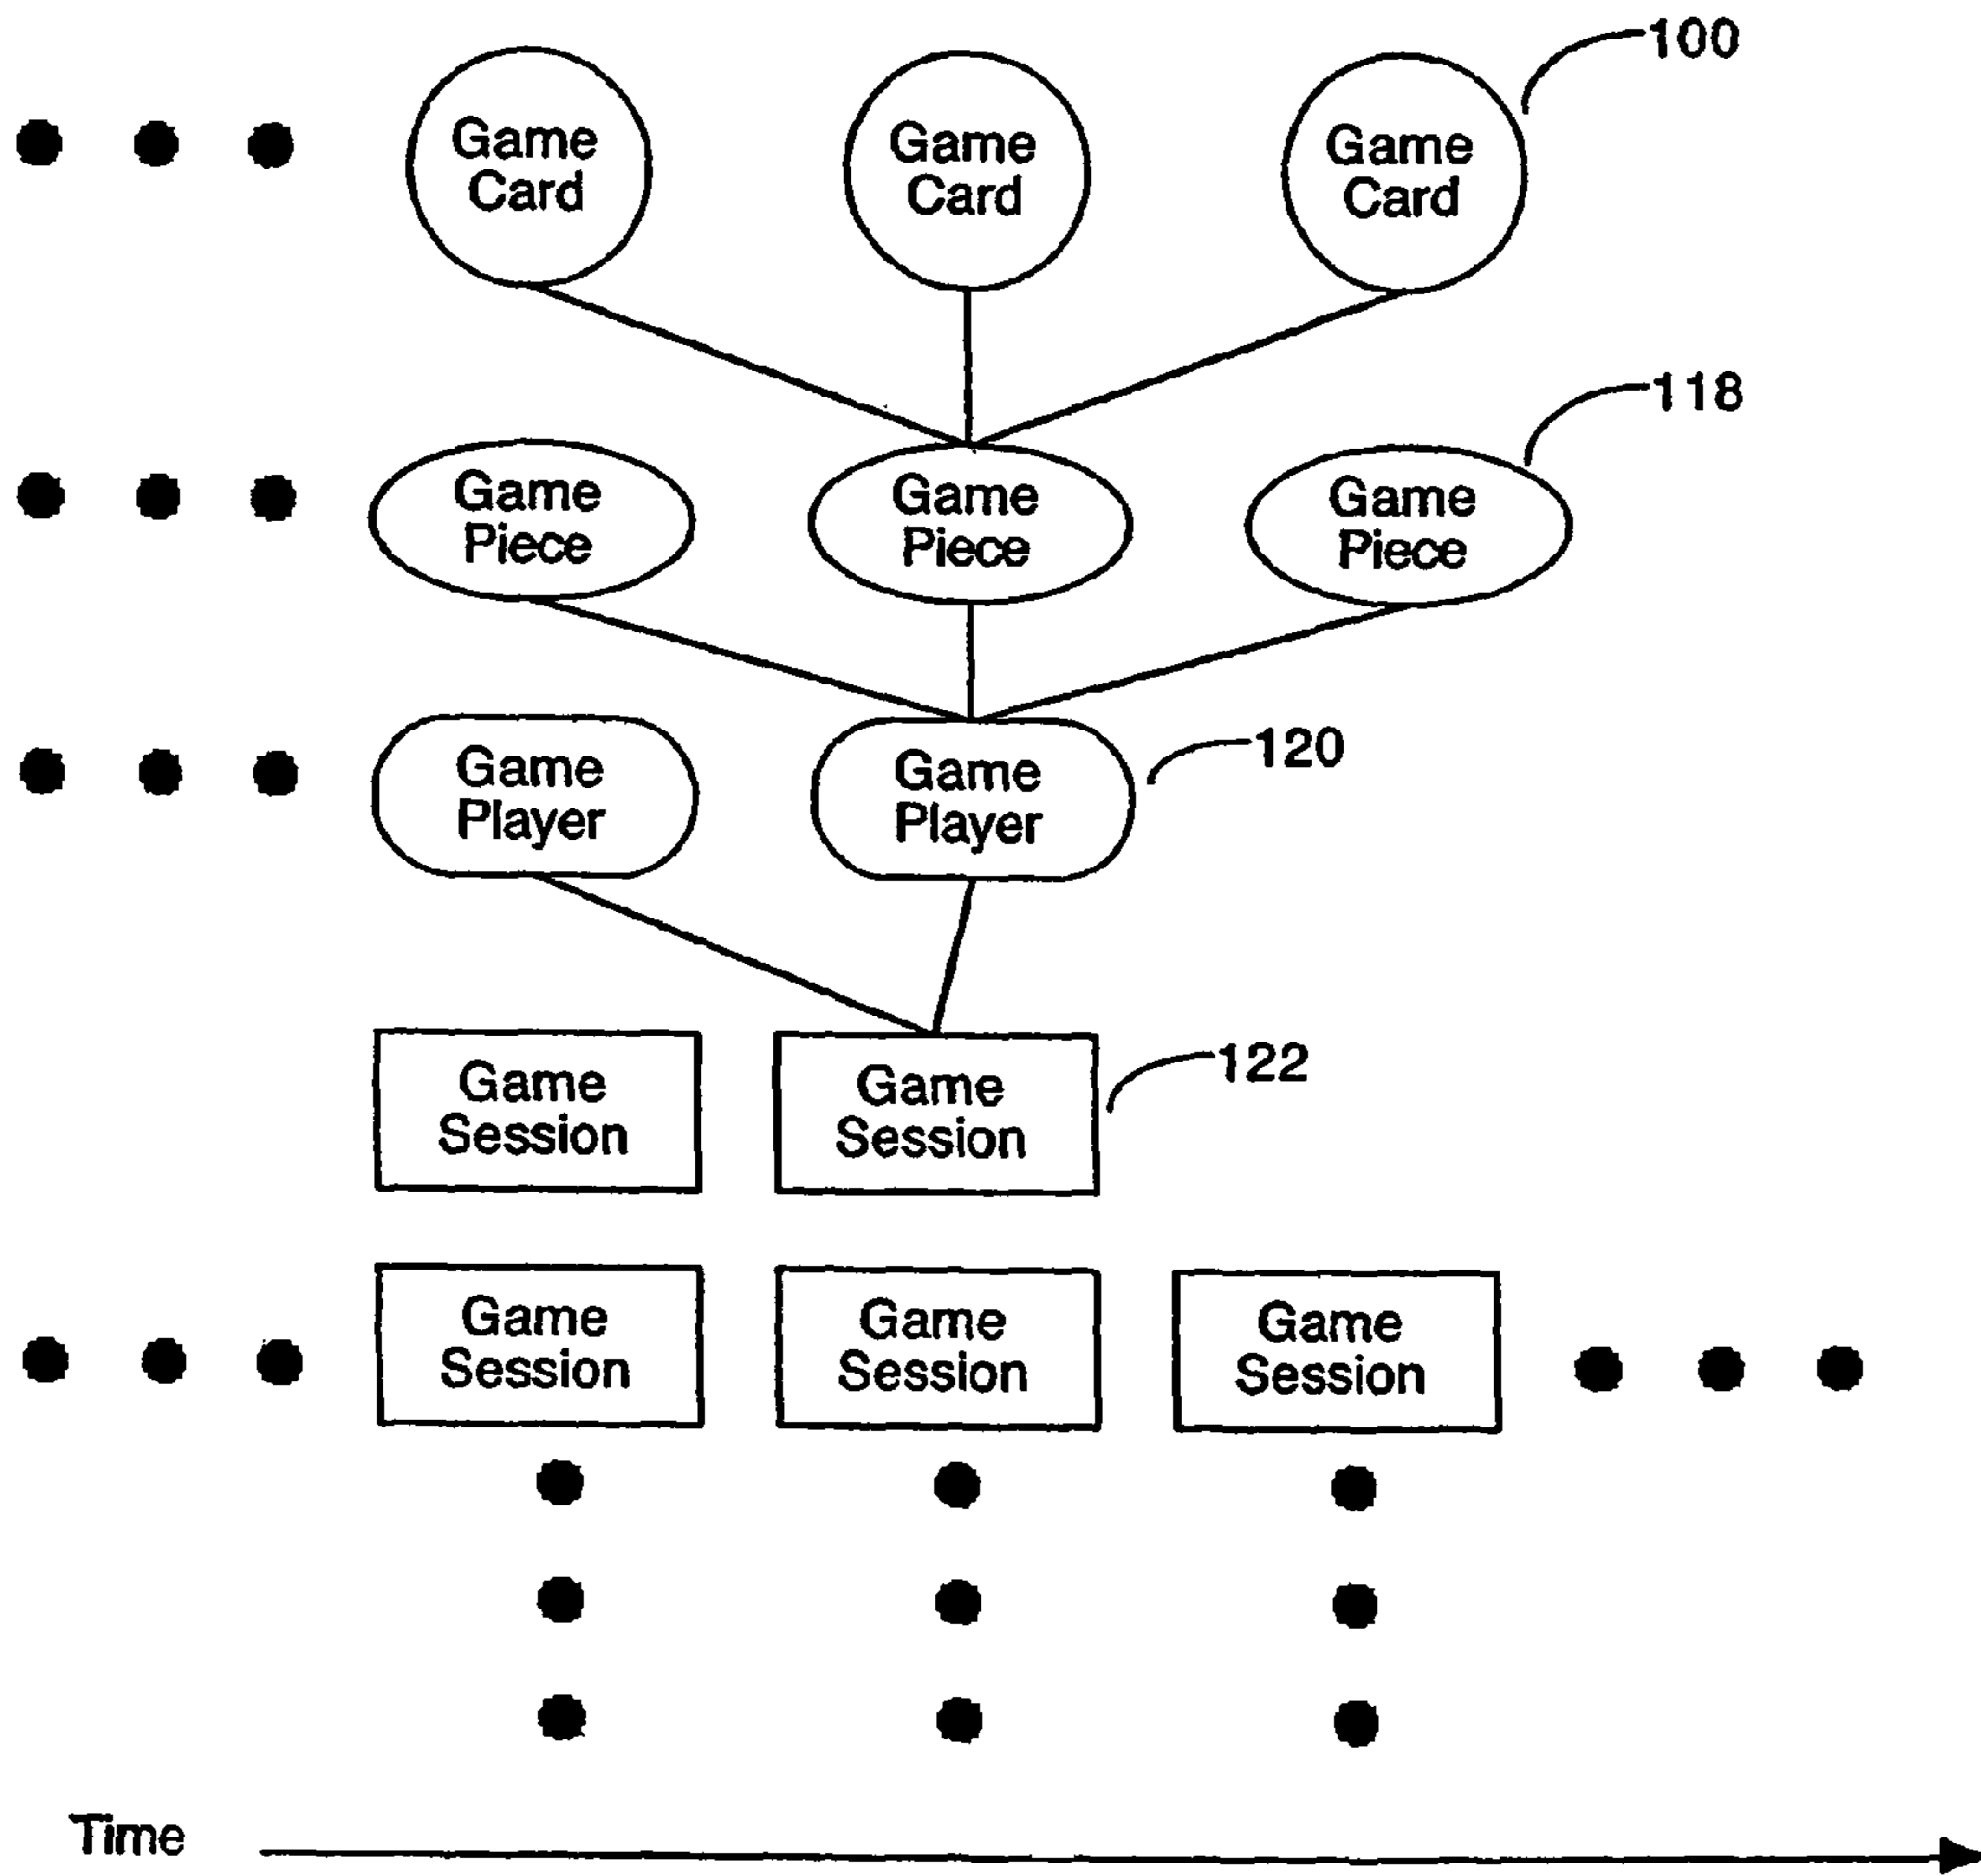 100
Game Game Game
Card Card Card
118
Game Game Game
Piece Piece Piece
120
Game Game
Player Player
122
Game Game
Session Session
Game Game Game
Session Session Session
Time